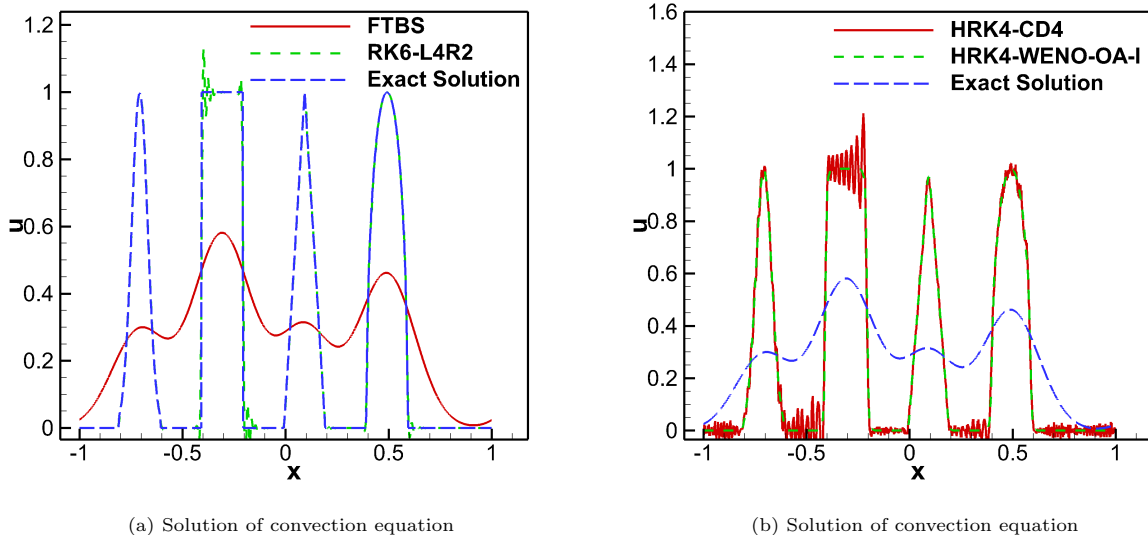 FTBS
RK6-L4R2
Exact Solution
1.2
1
0.8
0.6
0.4
0.2
0
u
-1
-0.5
0
0.5
1
x
(a) Solution of convection equation
HRK4-CD4
HRK4-WENO-OA-I
Exact Solution
1.6
1.4
1.2
1
0.8
0.6
0.4
0.2
0
u
-1
-0.5
0
0.5
1
x
(b) Solution of convection equation